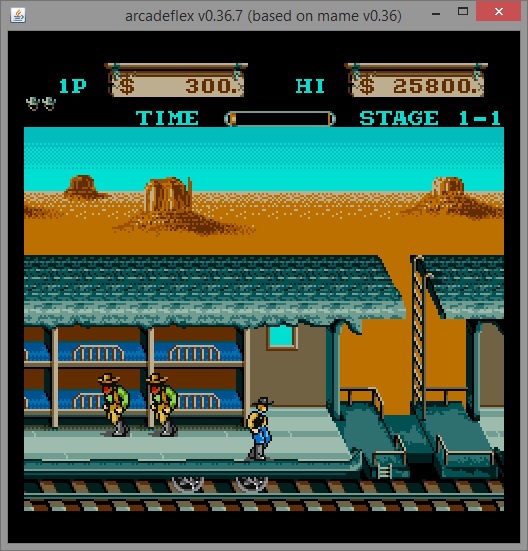 arcadeflex v0.36.7 (based on mame v0.36)
1P $ 300. HI $ 25800.
TIME STAGE 1-1